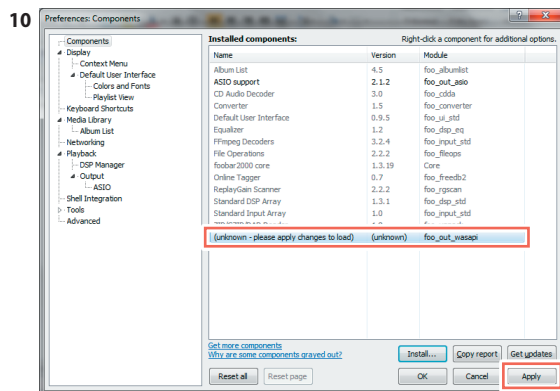 10
Preferences: Components
Components
Display
Context Menu
Default User Interface
Colors and Fonts
Playlist View
Keyboard Shortcuts
Media Library
Album List
Networking
Playback
DSP Manager
Output
ASIO
Shell Integration
Tools
Advanced
Installed components: Right-click a component for additional options.
Name Version Module
Album List 4.5 foo_albumlist
ASIO support 2.1.2 foo_out_asio
CD Audio Decoder 3.0 foo_cdda
Converter 1.5 foo_converter
Default User Interface 0.9.5 foo_ui_std
Equalizer 1.2 foo_dsp_eq
FFmpeg Decoders 3.2.4 foo_input_std
File Operations 2.2.2 foo_fileops
foobar2000 core 1.3.19 Core
Online Tagger 0.7 foo_freedb2
ReplayGain Scanner 2.2.2 foo_rgscan
Standard DSP Array 1.3.1 foo_dsp_std
Standard Input Array 1.0 foo_input_std
(unknown - please apply changes to load) (unknown) foo_out_wasapi
Get more components
Why are some components grayed out?
Install... Copy report Get updates
Reset all Reset page OK Cancel Apply